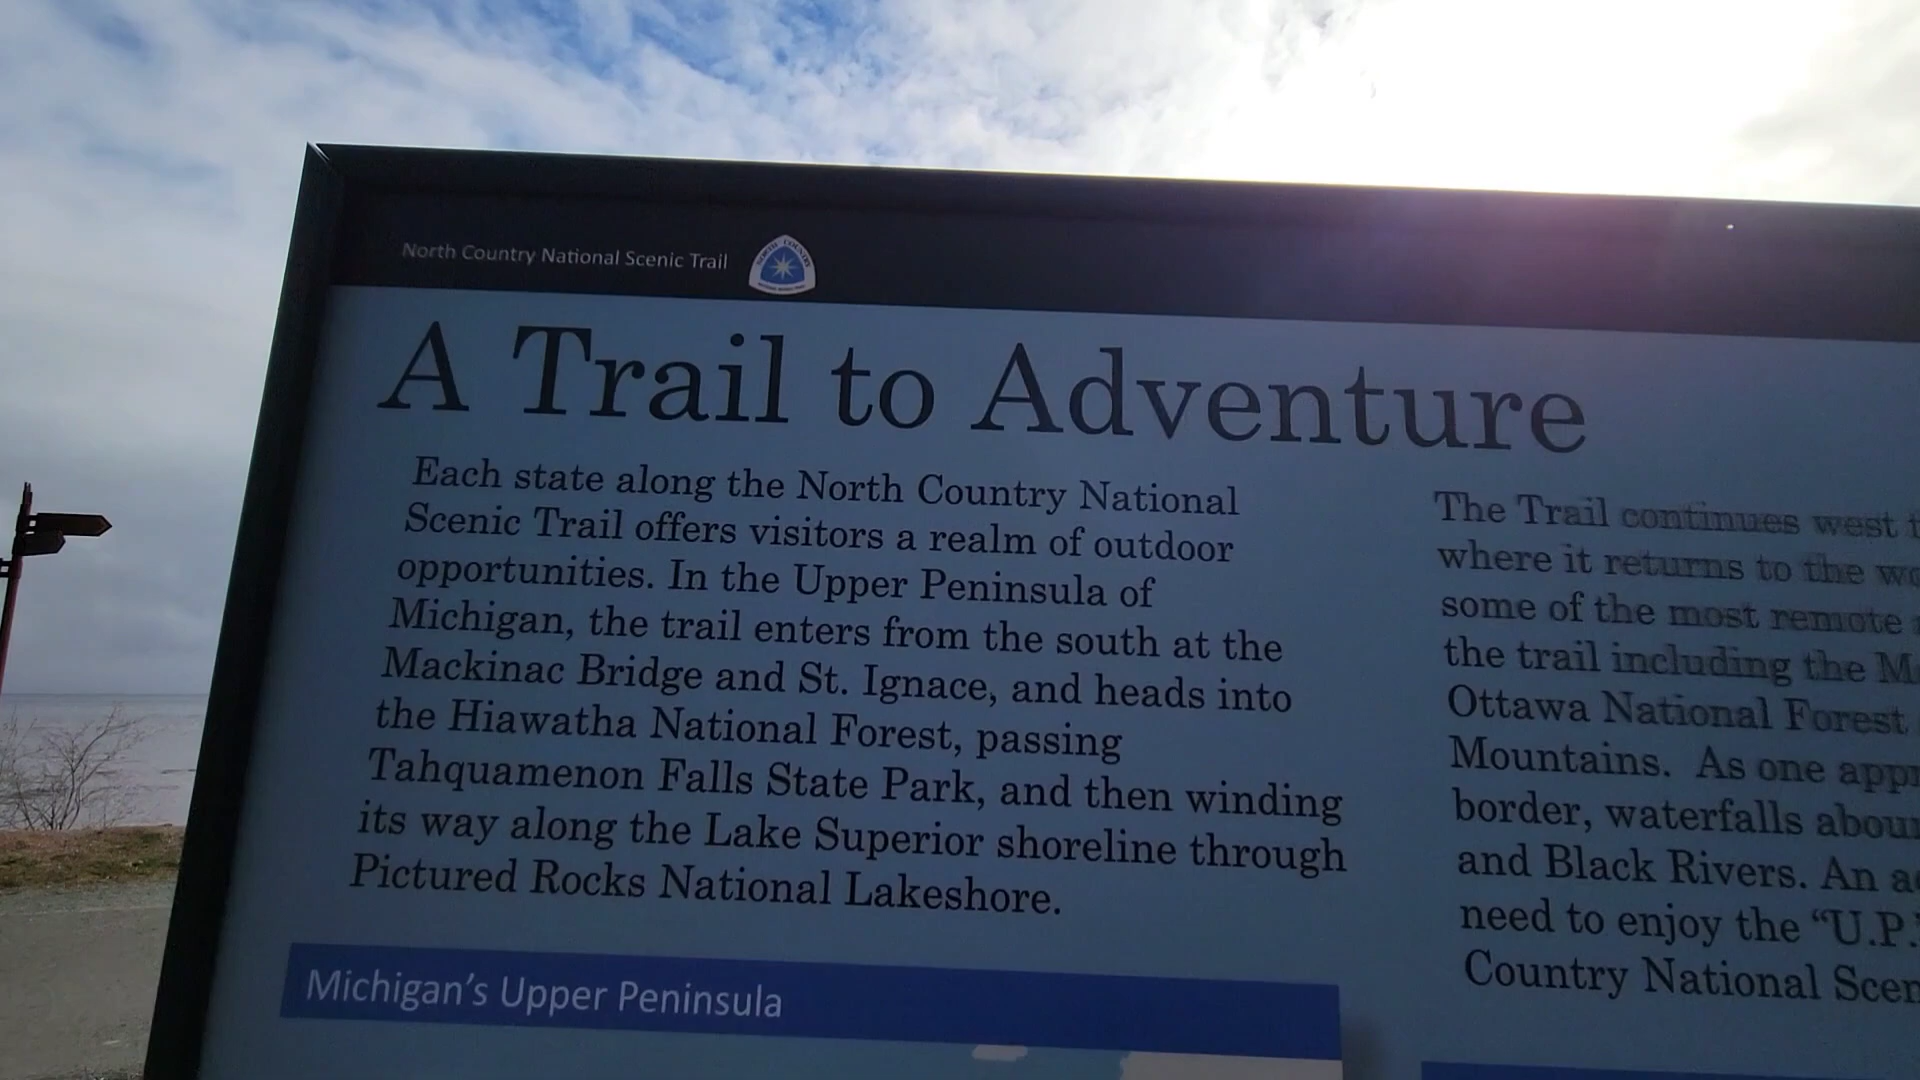 North Country National Scenic Trail
NORTH COUNTRY
A Trail to Adventure
Each state along the North Country National
Scenic Trail offers visitors a realm of outdoor
opportunities. In the Upper Peninsula of
Michigan, the trail enters from the south at the
Mackinac Bridge and St. Ignace, and heads into
the Hiawatha National Forest, passing
Tahquamenon Falls State Park, and then winding
its way along the Lake Superior shoreline through
Pictured Rocks National Lakeshore.
The Trail continues west
where it returns to the
some of the most remote
the trail including the
Ottawa National Forest
Mountains. As one
border, waterfalls
and Black Rivers. An
need to enjoy the “U.P.”
Country National
Michigan’s Upper Peninsula